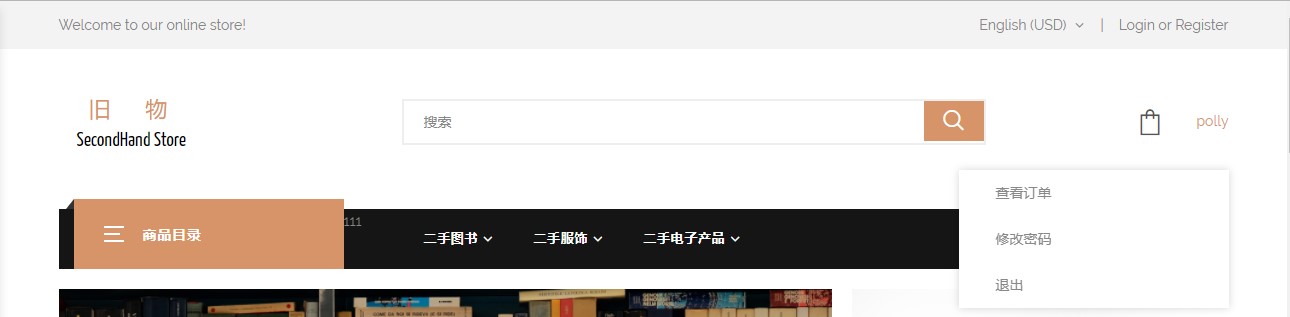 Welcome to our online store!
English (USD) | Login or Register
旧 物
SecondHand Store
搜索
polly
查看订单
商品目录
111
二手图书 二手服饰 二手电子产品
修改密码
退出